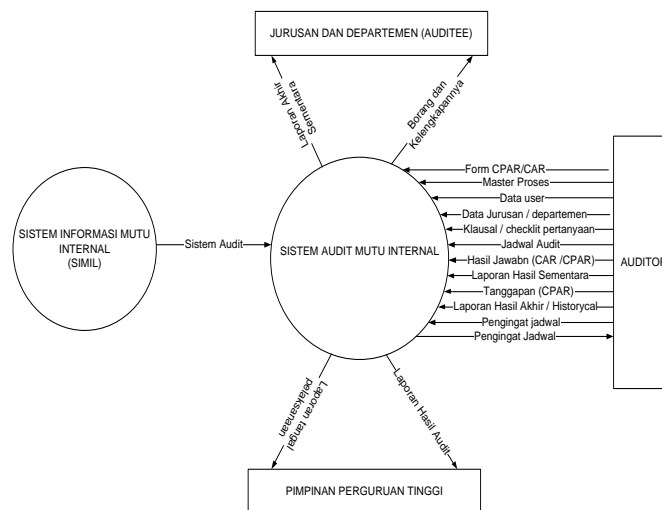 JURUSAN DAN DEPARTEMEN (AUDITEE)
Laporan Akhir
Sementara
Borang dan
Kelengkapannya
SISTEM INFORMASI MUTU
INTERNAL
(SIMIL)
Sistem Audit
SISTEM AUDIT MUTU INTERNAL
Form CPAR/CAR
Master Proses
Data user
Data Jurusan / departemen
Klausal / checklit pertanyaan
Jadwal Audit
Hasil Jawabn (CAR /CPAR)
Laporan Hasil Sementara
Tanggapan (CPAR)
Laporan Hasil Akhir / Historycal
Pengingat jadwal
Pengingat Jadwal
AUDITOR
Laporan tangal
pelaksanaan
Laporan Hasil Audit
PIMPINAN PERGURUAN TINGGI